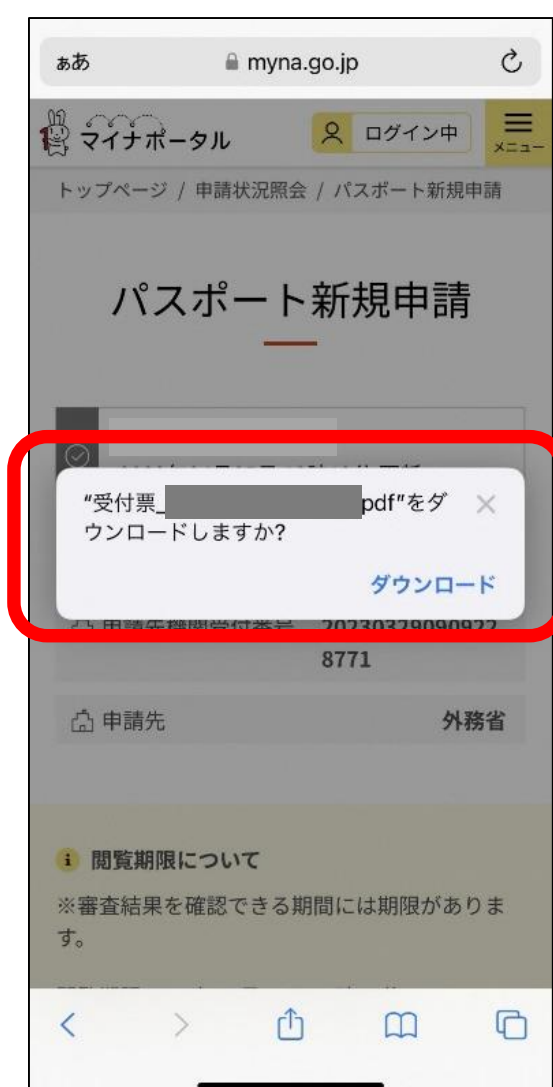 ぁあ myna.go.jp
マイナポータル ログイン中 メニュー
トップページ / 申請状況照会 / パスポート新規申請
パスポート新規申請
“受付票_ pdf”をダ
ウンロードしますか?
ダウンロード
申請先機関受付番号 20230329090922
8771
申請先 外務省
閲覧期限について
※審査結果を確認できる期間には期限がありま
す。